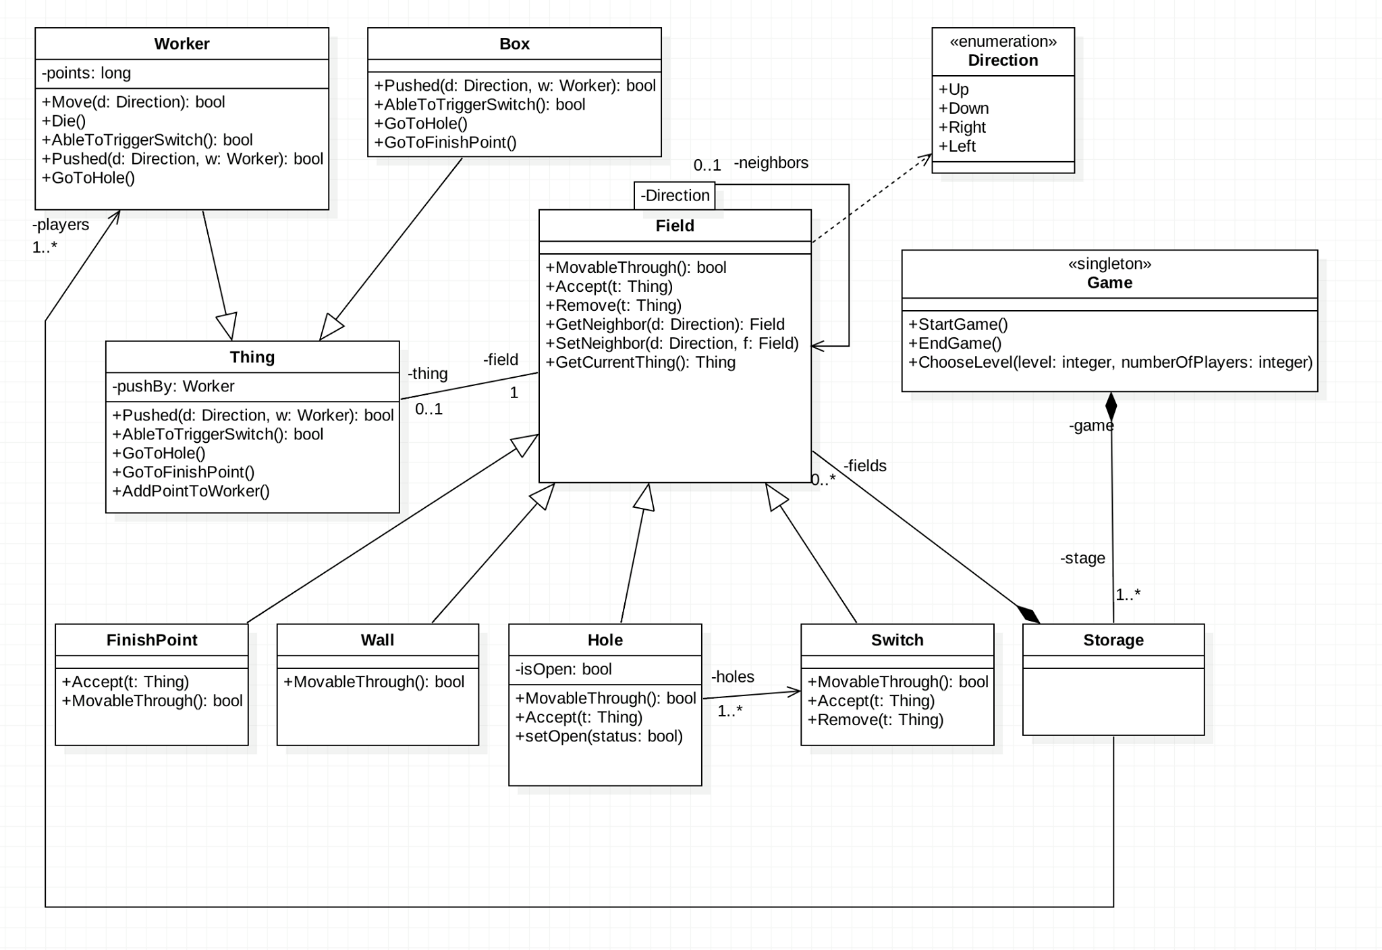 Worker
-points: long
+Move(d: Direction): bool
+Die()
+AbleToTriggerSwitch(): bool
+Pushed(d: Direction, w: Worker): bool
+GoToHole()
Box
+Pushed(d: Direction, w: Worker): bool
+AbleToTriggerSwitch(): bool
+GoToHole()
+GoToFinishPoint()
«enumeration»
Direction
+Up
+Down
+Right
+Left
0..1
-neighbors
-Direction
-players
1..*
Field
+MovableThrough(): bool
+Accept(t: Thing)
+Remove(t: Thing)
+GetNeighbor(d: Direction): Field
+SetNeighbor(d: Direction, f: Field)
+GetCurrentThing(): Thing
«singleton»
Game
+StartGame()
+EndGame()
+ChooseLevel(level: integer, numberOfPlayers: integer)
Thing
-pushBy: Worker
+Pushed(d: Direction, w: Worker): bool
+AbleToTriggerSwitch(): bool
+GoToHole()
+GoToFinishPoint()
+AddPointToWorker()
-thing
0..1
-field
1
-game
-fields
0..*
-stage
1..*
FinishPoint
+Accept(t: Thing)
+MovableThrough(): bool
Wall
+MovableThrough(): bool
Hole
-isOpen: bool
+MovableThrough(): bool
+Accept(t: Thing)
+setOpen(status: bool)
-holes
1..*
Switch
+MovableThrough(): bool
+Accept(t: Thing)
+Remove(t: Thing)
Storage